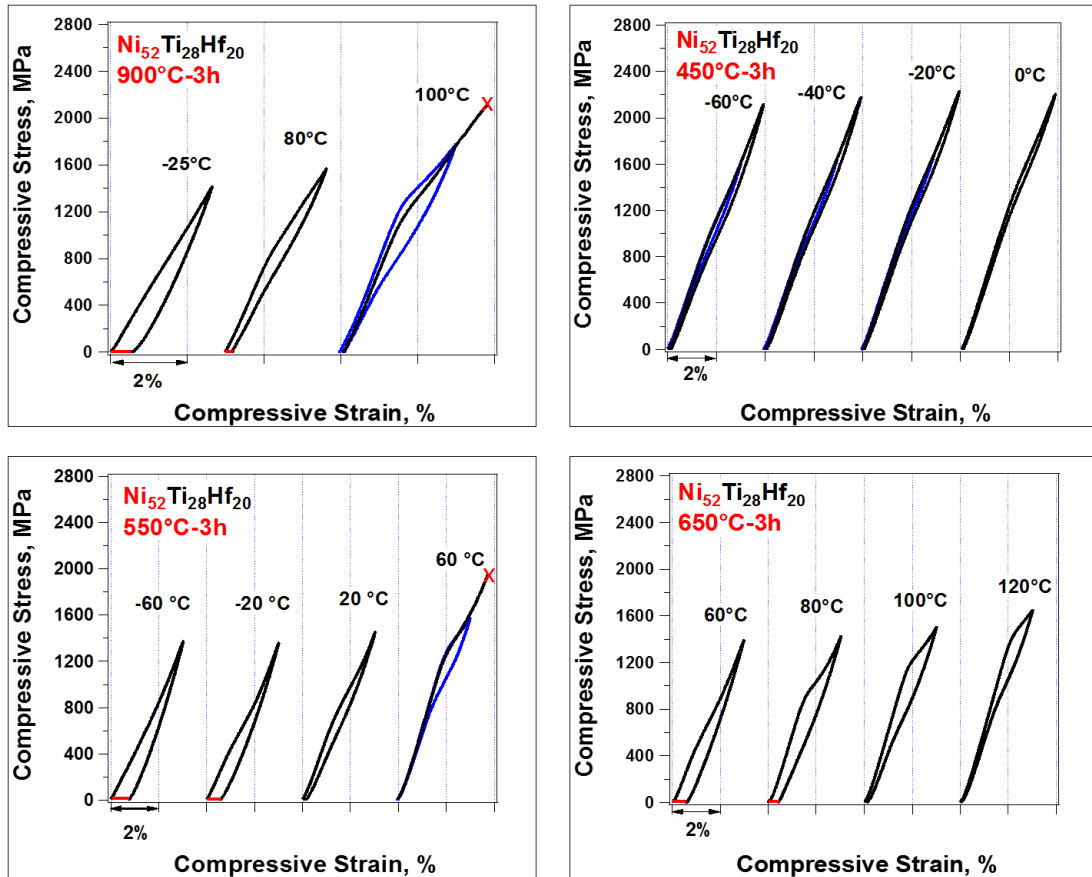 2800
2400
2000
1600
1200
800
400
0
Compressive Stress, MPa
Ni52Ti28Hf20
900°C-3h
-25°C
80°C
100°C
X
2%
Compressive Strain, %
2800
2400
2000
1600
1200
800
400
0
Compressive Stress, MPa
Ni52Ti28Hf20
450°C-3h
-60°C
-40°C
-20°C
0°C
2%
Compressive Strain, %
2800
2400
2000
1600
1200
800
400
0
Compressive Stress, MPa
Ni52Ti28Hf20
550°C-3h
-60 °C
-20 °C
20 °C
60 °C
X
2%
Compressive Strain, %
2800
2400
2000
1600
1200
800
400
0
Compressive Stress, MPa
Ni52Ti28Hf20
650°C-3h
60°C
80°C
100°C
120°C
2%
Compressive Strain, %